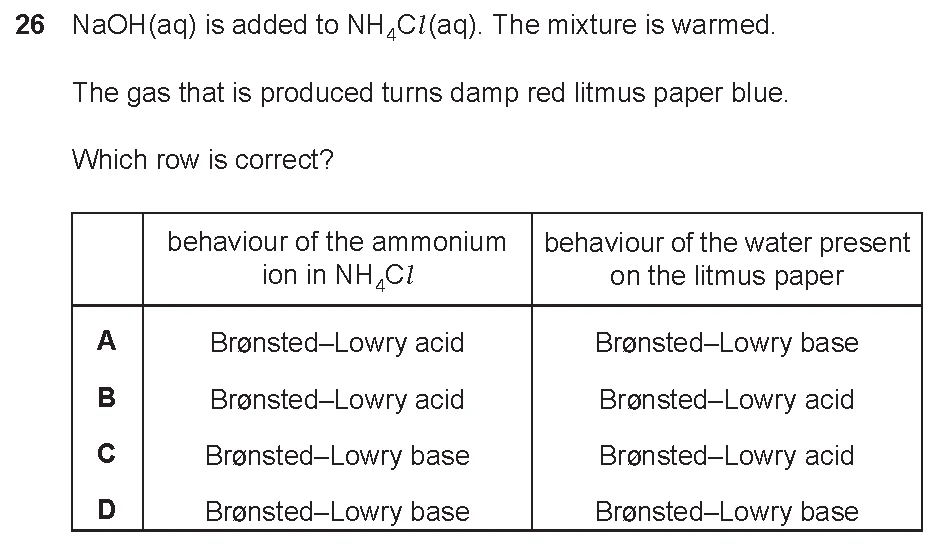 26 NaOH(aq) is added to NH₄Cl(aq). The mixture is warmed.
The gas that is produced turns damp red litmus paper blue.
Which row is correct?
behaviour of the ammonium ion in NH₄Cl | behaviour of the water present on the litmus paper
A Brønsted–Lowry acid Brønsted–Lowry base
B Brønsted–Lowry acid Brønsted–Lowry acid
C Brønsted–Lowry base Brønsted–Lowry acid
D Brønsted–Lowry base Brønsted–Lowry base